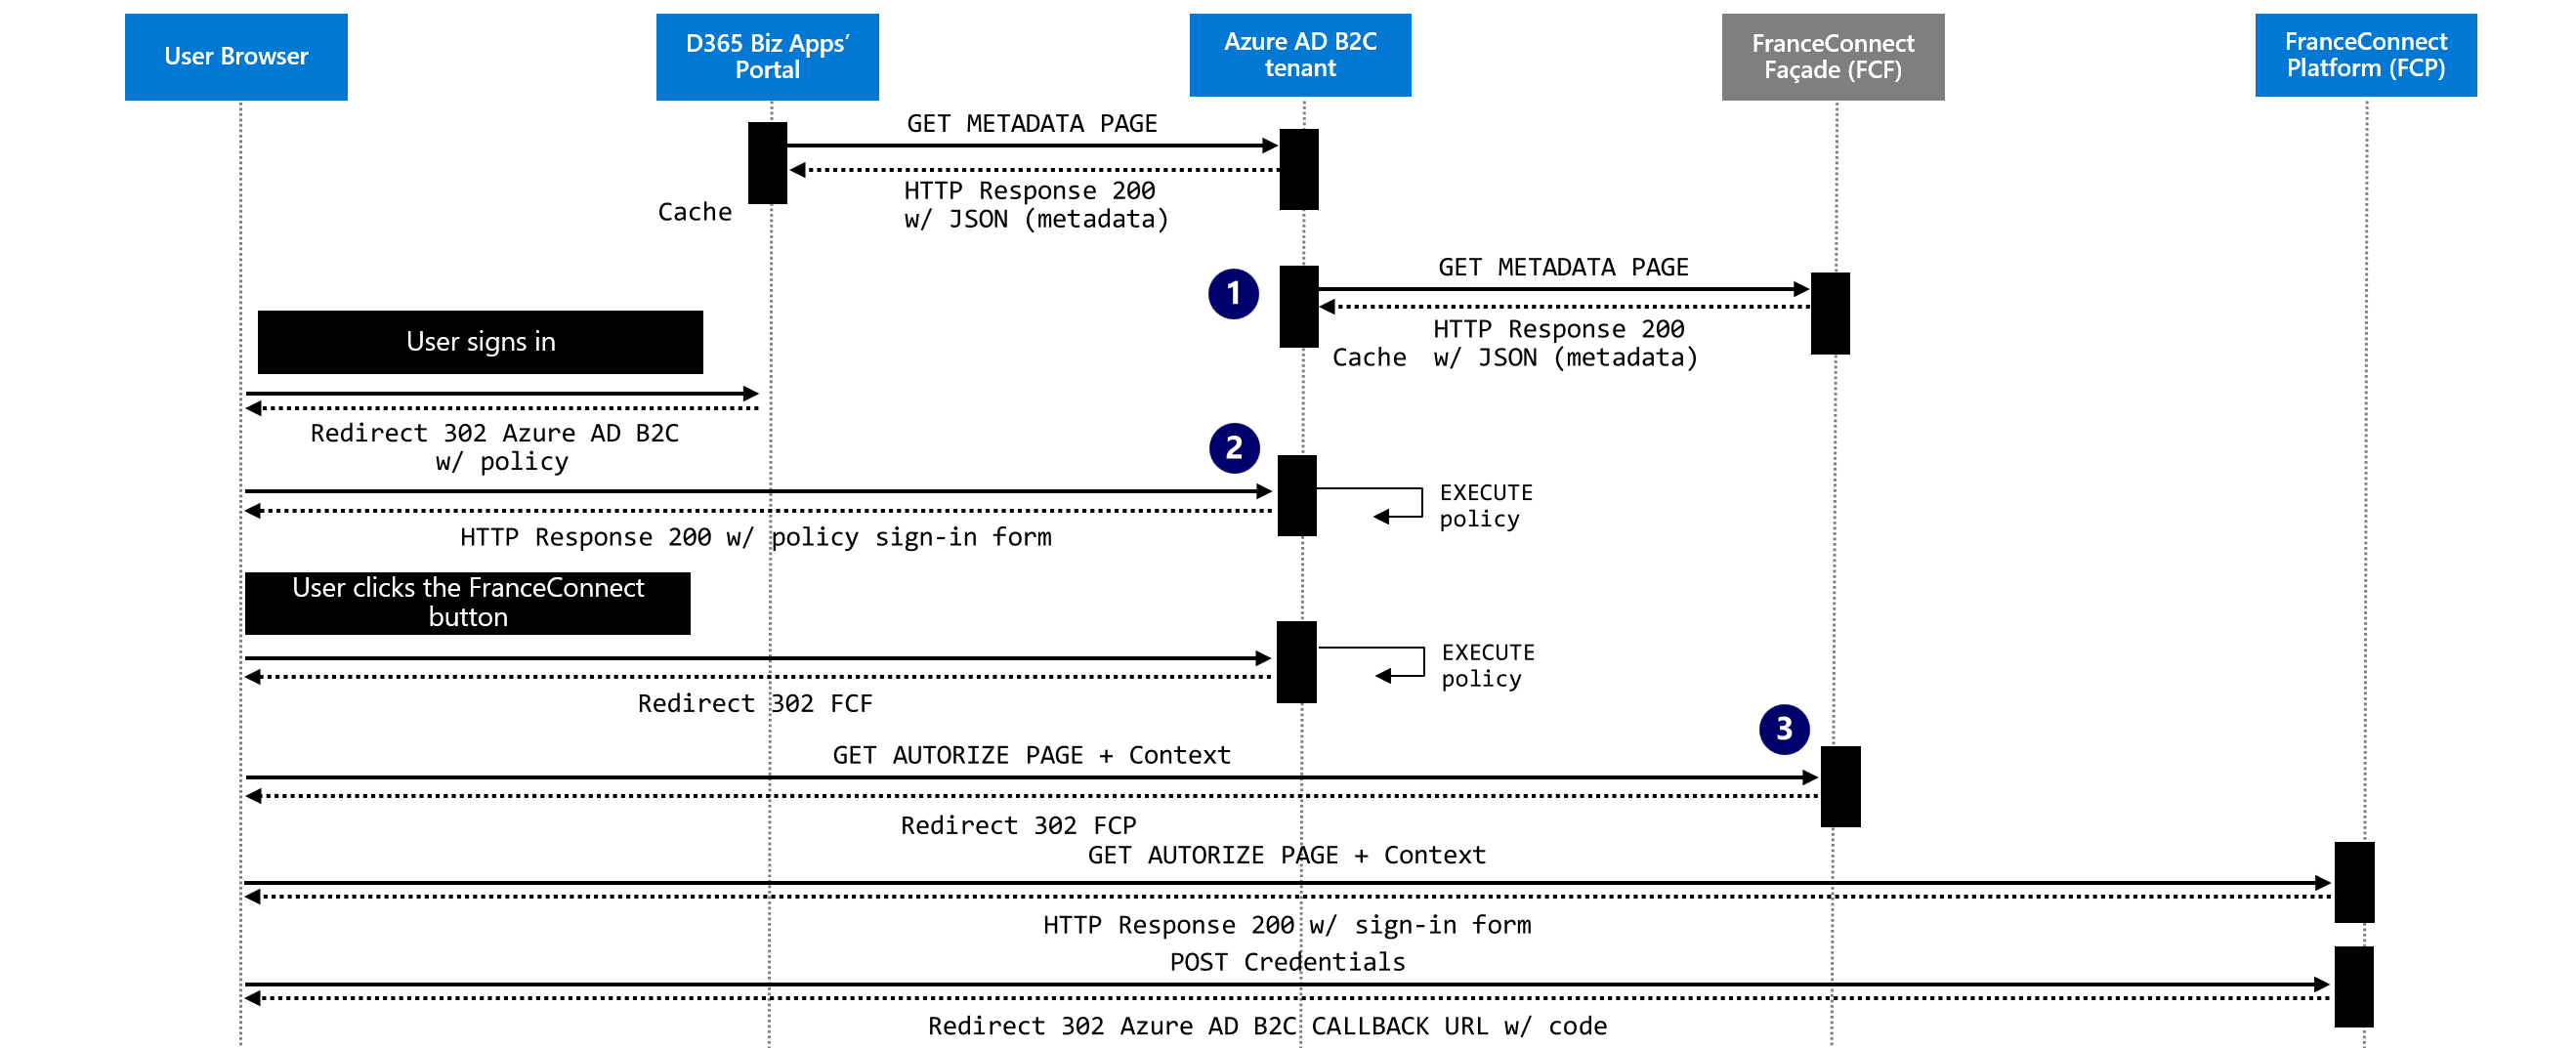 User Browser
D365 Biz Apps’
Portal
Azure AD B2C
tenant
FranceConnect
Façade (FCF)
FranceConnect
Platform (FCP)
GET METADATA PAGE
HTTP Response 200
w/ JSON (metadata)
Cache
1
GET METADATA PAGE
HTTP Response 200
Cache w/ JSON (metadata)
User signs in
Redirect 302 Azure AD B2C
w/ policy
2
EXECUTE
policy
HTTP Response 200 w/ policy sign-in form
User clicks the FranceConnect
button
EXECUTE
policy
Redirect 302 FCF
3
GET AUTORIZE PAGE + Context
Redirect 302 FCP
GET AUTORIZE PAGE + Context
HTTP Response 200 w/ sign-in form
POST Credentials
Redirect 302 Azure AD B2C CALLBACK URL w/ code